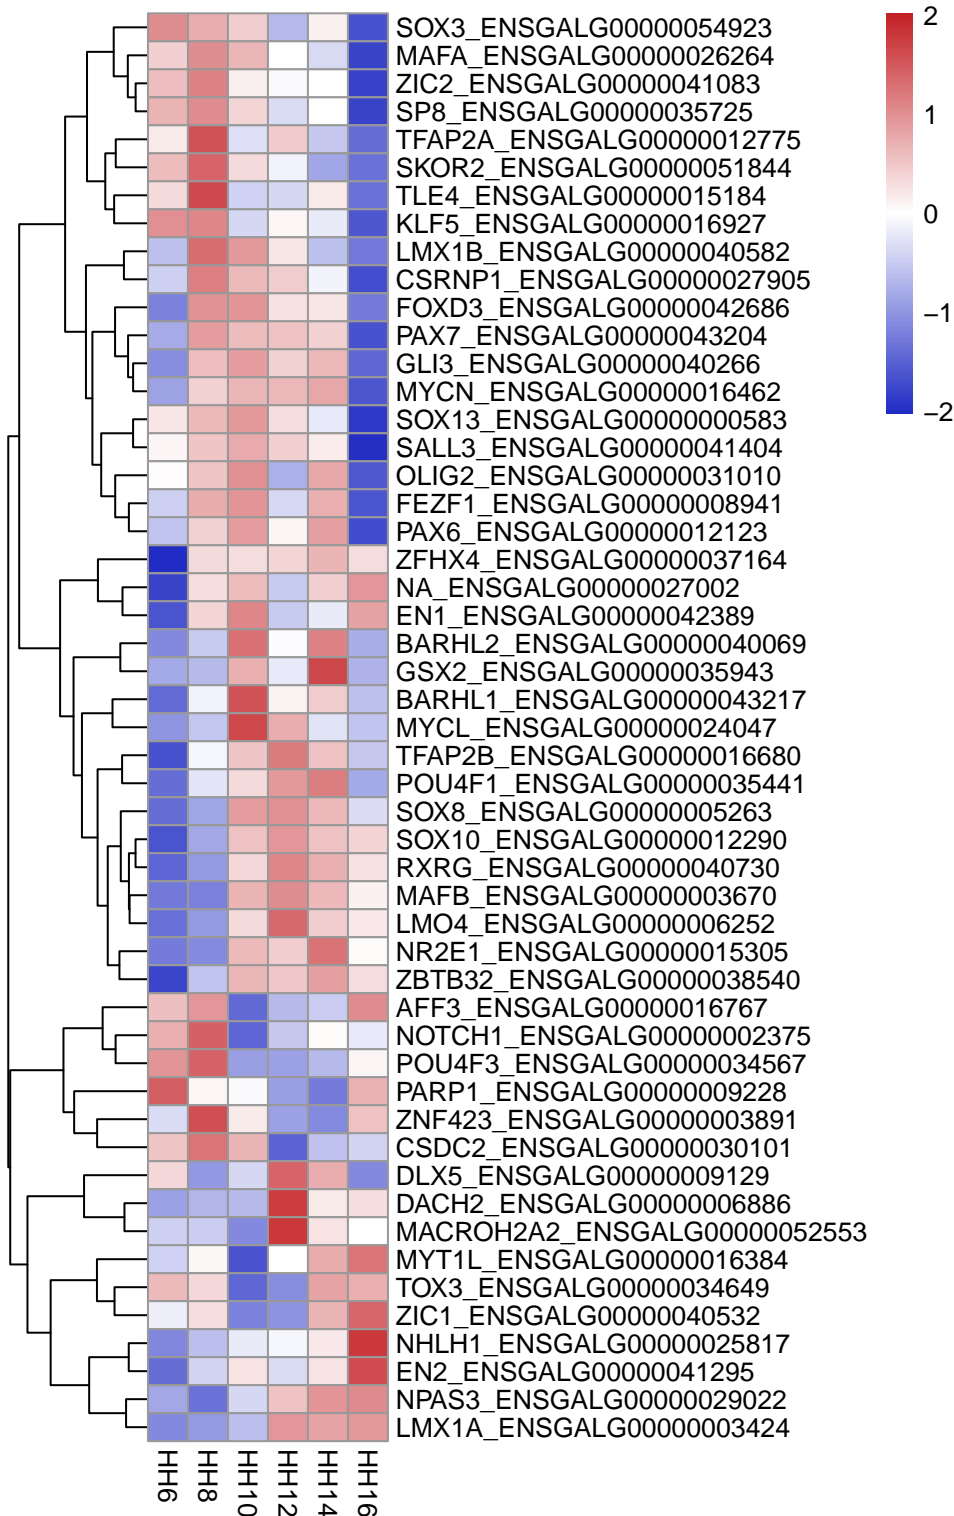 SOX3_ENSGALG00000054923
MAFA_ENSGALG00000026264
ZIC2_ENSGALG00000041083
SP8_ENSGALG00000035725
TFAP2A_ENSGALG00000012775
SKOR2_ENSGALG00000051844
TLE4_ENSGALG00000015184
KLF5_ENSGALG00000016927
LMX1B_ENSGALG00000040582
CSRNP1_ENSGALG00000027905
FOXD3_ENSGALG00000042686
PAX7_ENSGALG00000043204
GLI3_ENSGALG00000040266
MYCN_ENSGALG00000016462
SOX13_ENSGALG00000000583
SALL3_ENSGALG00000041404
OLIG2_ENSGALG00000031010
FEZF1_ENSGALG00000008941
PAX6_ENSGALG00000012123
ZFHX4_ENSGALG00000037164
NA_ENSGALG00000027002
EN1_ENSGALG00000042389
BARHL2_ENSGALG00000040069
GSX2_ENSGALG00000035943
BARHL1_ENSGALG00000043217
MYCL_ENSGALG00000024047
TFAP2B_ENSGALG00000016680
POU4F1_ENSGALG00000035441
SOX8_ENSGALG00000005263
SOX10_ENSGALG00000012290
RXRG_ENSGALG00000040730
MAFB_ENSGALG00000003670
LMO4_ENSGALG00000006252
NR2E1_ENSGALG00000015305
ZBTB32_ENSGALG00000038540
AFF3_ENSGALG00000016767
NOTCH1_ENSGALG00000002375
POU4F3_ENSGALG00000034567
PARP1_ENSGALG00000009228
ZNF423_ENSGALG00000003891
CSDC2_ENSGALG00000030101
DLX5_ENSGALG00000009129
DACH2_ENSGALG00000006886
MACROH2A2_ENSGALG00000052553
MYT1L_ENSGALG00000016384
TOX3_ENSGALG00000034649
ZIC1_ENSGALG00000040532
NHLH1_ENSGALG00000025817
EN2_ENSGALG00000041295
NPAS3_ENSGALG00000029022
LMX1A_ENSGALG00000003424
HH6
HH8
HH10
HH12
HH14
HH16
2
1
0
−1
−2